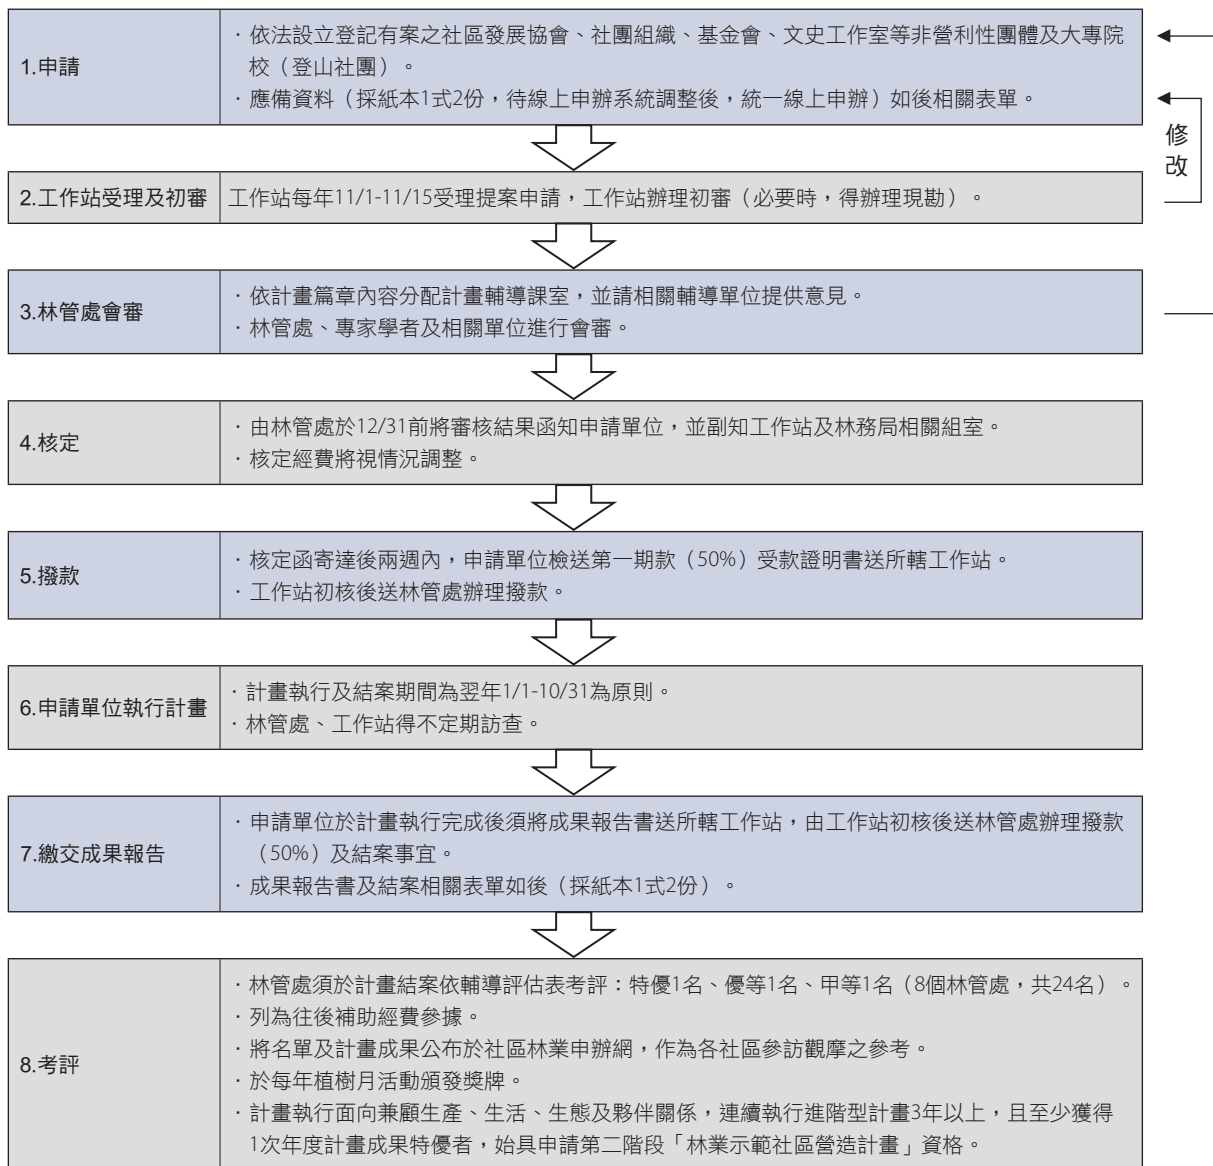 1.申請
·依法設立登記有案之社區發展協會、社團組織、基金會、文史工作室等非營利性團體及大專院
校（登山社團）。
·應備資料（採紙本1式2份，待線上申辦系統調整後，統一線上申辦）如後相關表單。
修改
2.工作站受理及初審
工作站每年11/1-11/15受理提案申請，工作站辦理初審（必要時，得辦理現勘）。
3.林管處會審
·依計畫篇章內容分配計畫輔導課室，並請相關輔導單位提供意見。
·林管處、專家學者及相關單位進行會審。
4.核定
·由林管處於12/31前將審核結果函知申請單位，並副知工作站及林務局相關組室。
·核定經費將視情況調整。
5.撥款
·核定函寄達後兩週內，申請單位檢送第一期款（50%）受款證明書送所轄工作站。
·工作站初核後送林管處辦理撥款。
6.申請單位執行計畫
·計畫執行及結案期間為翌年1/1-10/31為原則。
·林管處、工作站得不定期訪查。
7.繳交成果報告
·申請單位於計畫執行完成後須將成果報告書送所轄工作站，由工作站初核後送林管處辦理撥款
（50%）及結案事宜。
·成果報告書及結案相關表單如後（採紙本1式2份）。
8.考評
·林管處須於計畫結案依輔導評估表考評：特優1名、優等1名、甲等1名（8個林管處，共24名）。
·列為往後補助經費參據。
·將名單及計畫成果公布於社區林業申辦網，作為各社區參訪觀摩之參考。
·於每年植樹月活動頒發獎牌。
·計畫執行面向兼顧生產、生活、生態及夥伴關係，連續執行進階型計畫3年以上，且至少獲得
1次年度計畫成果特優者，始具申請第二階段「林業示範社區營造計畫」資格。